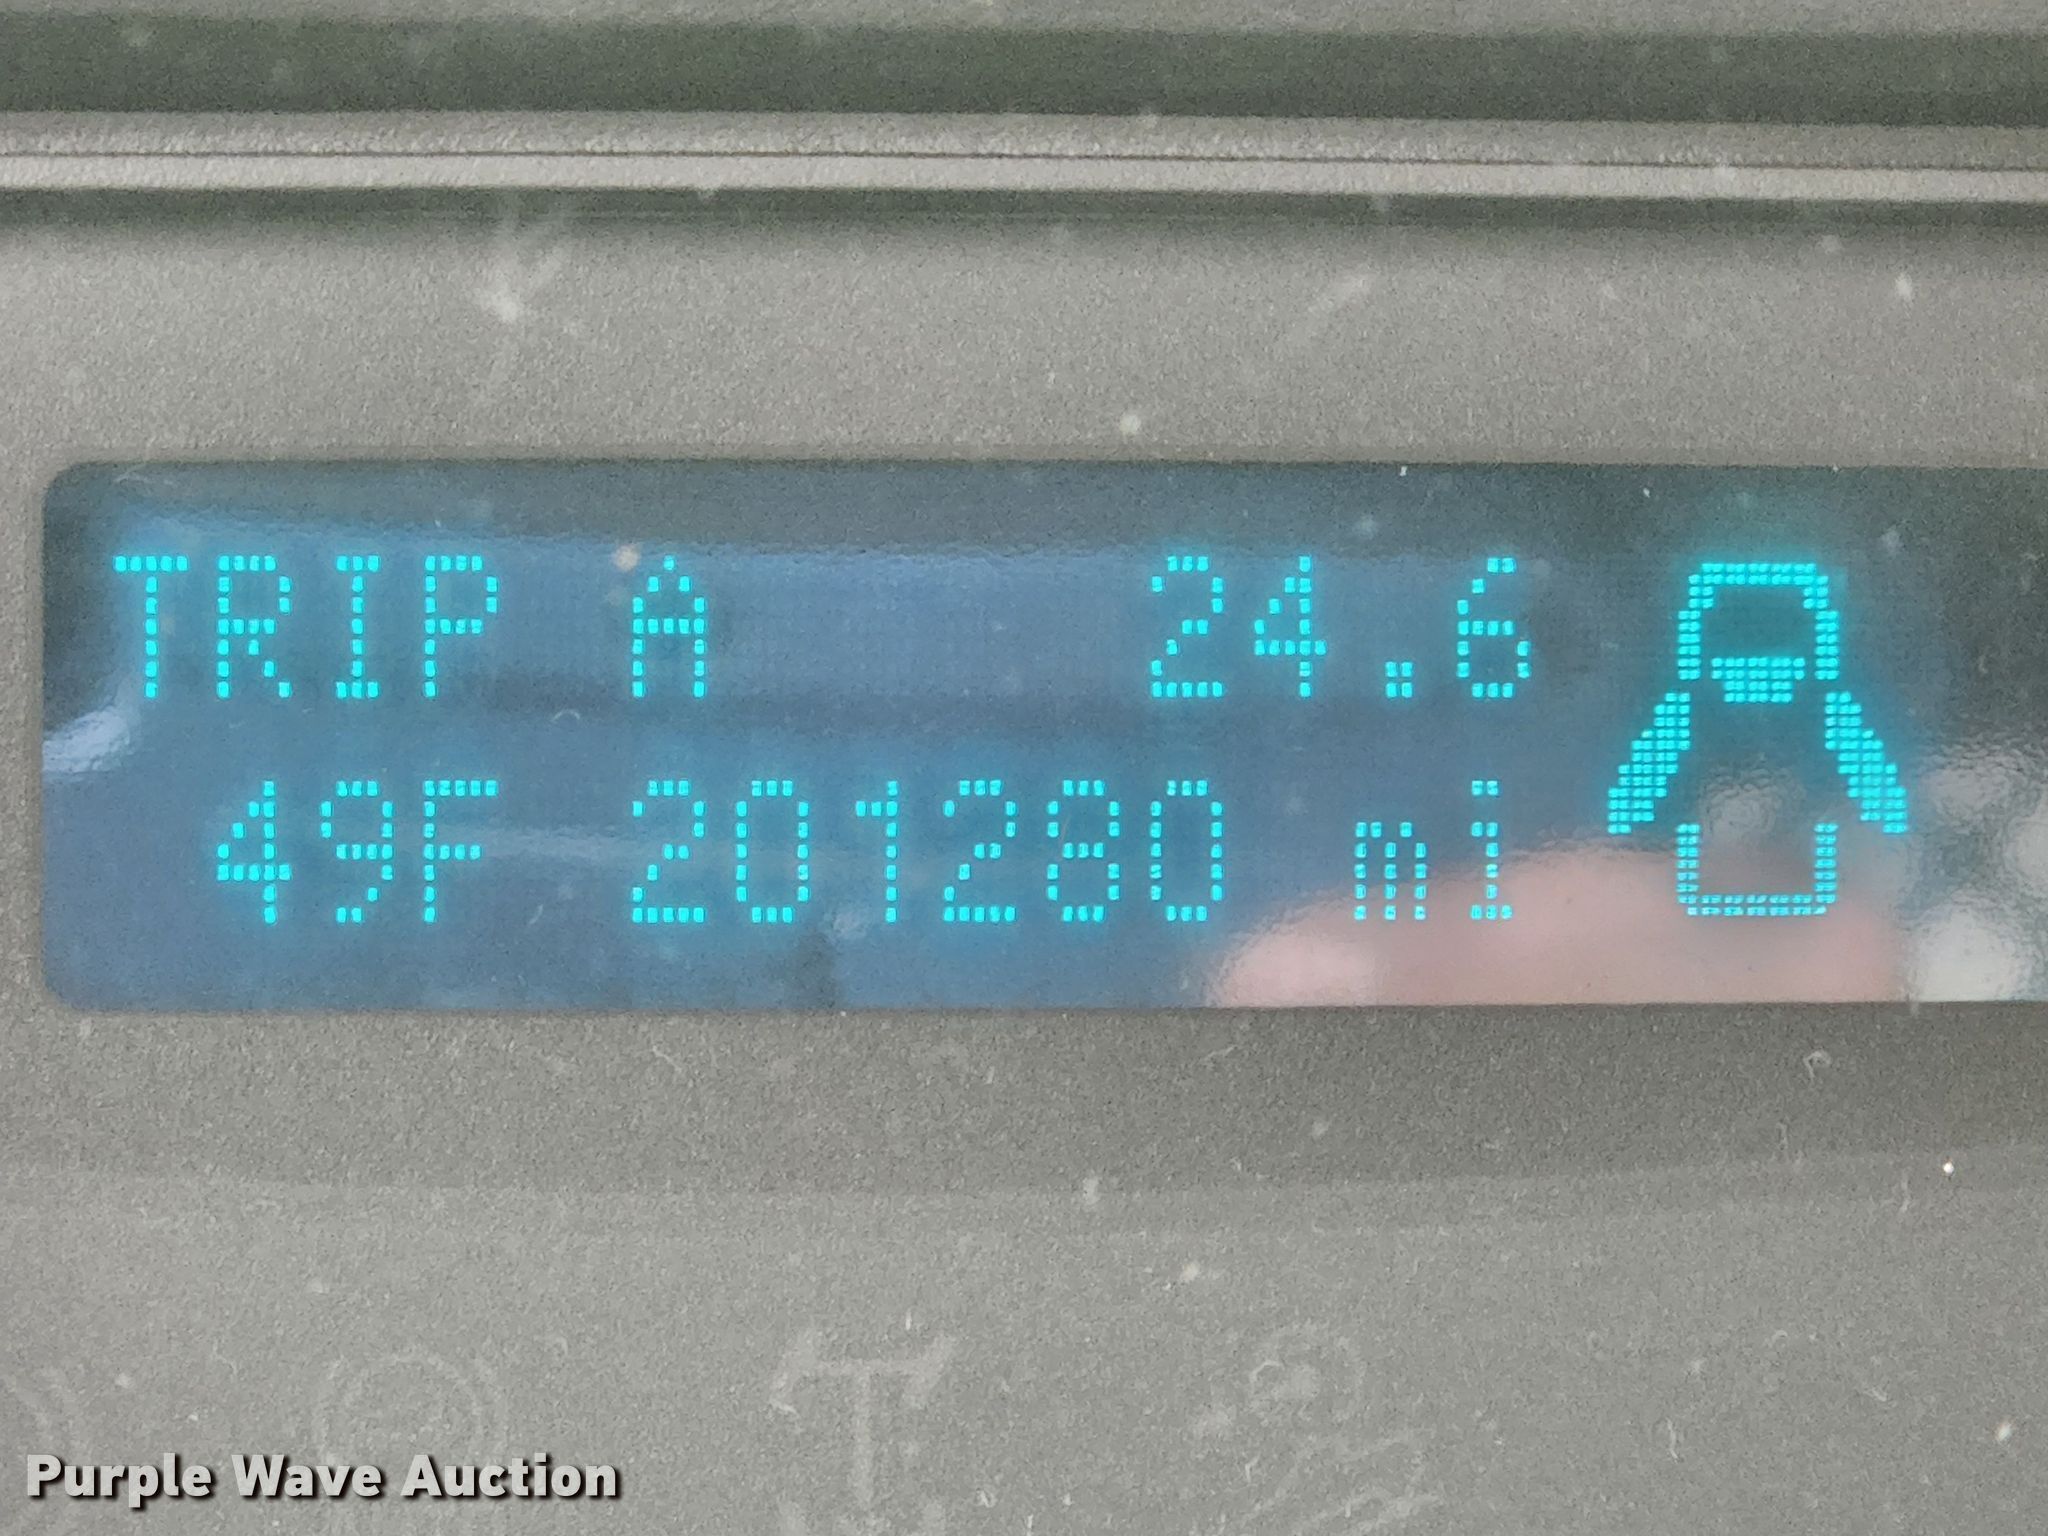 TRIP A 24.6
49F 201280 mi
Purple Wave Auction